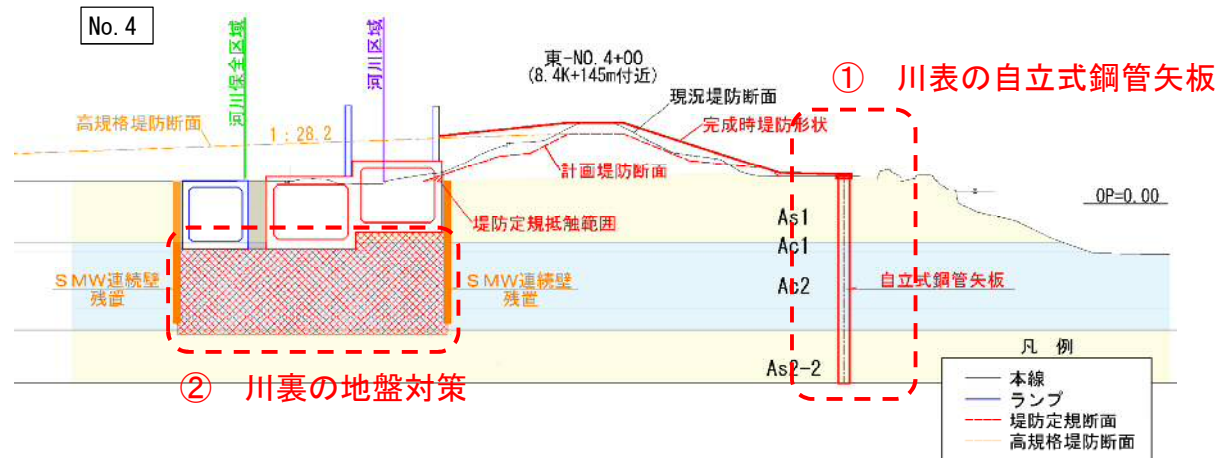 No. 4
河川保全区域
河川区域
東-NO. 4+00
(8. 4K+145m付近)
① 川表の自立式鋼管矢板
現況堤防断面
高規格堤防断面
1 : 28. 2
完成時堤防形状
計画堤防断面
OP=0.00
堤防定規抵触範囲
As1
Ac1
SMW連続壁
残置
SMW連続壁
残置
Ac2
自立式鋼管矢板
As2-2
② 川裏の地盤対策
凡 例
本線
ランプ
堤防定規断面
高規格堤防断面